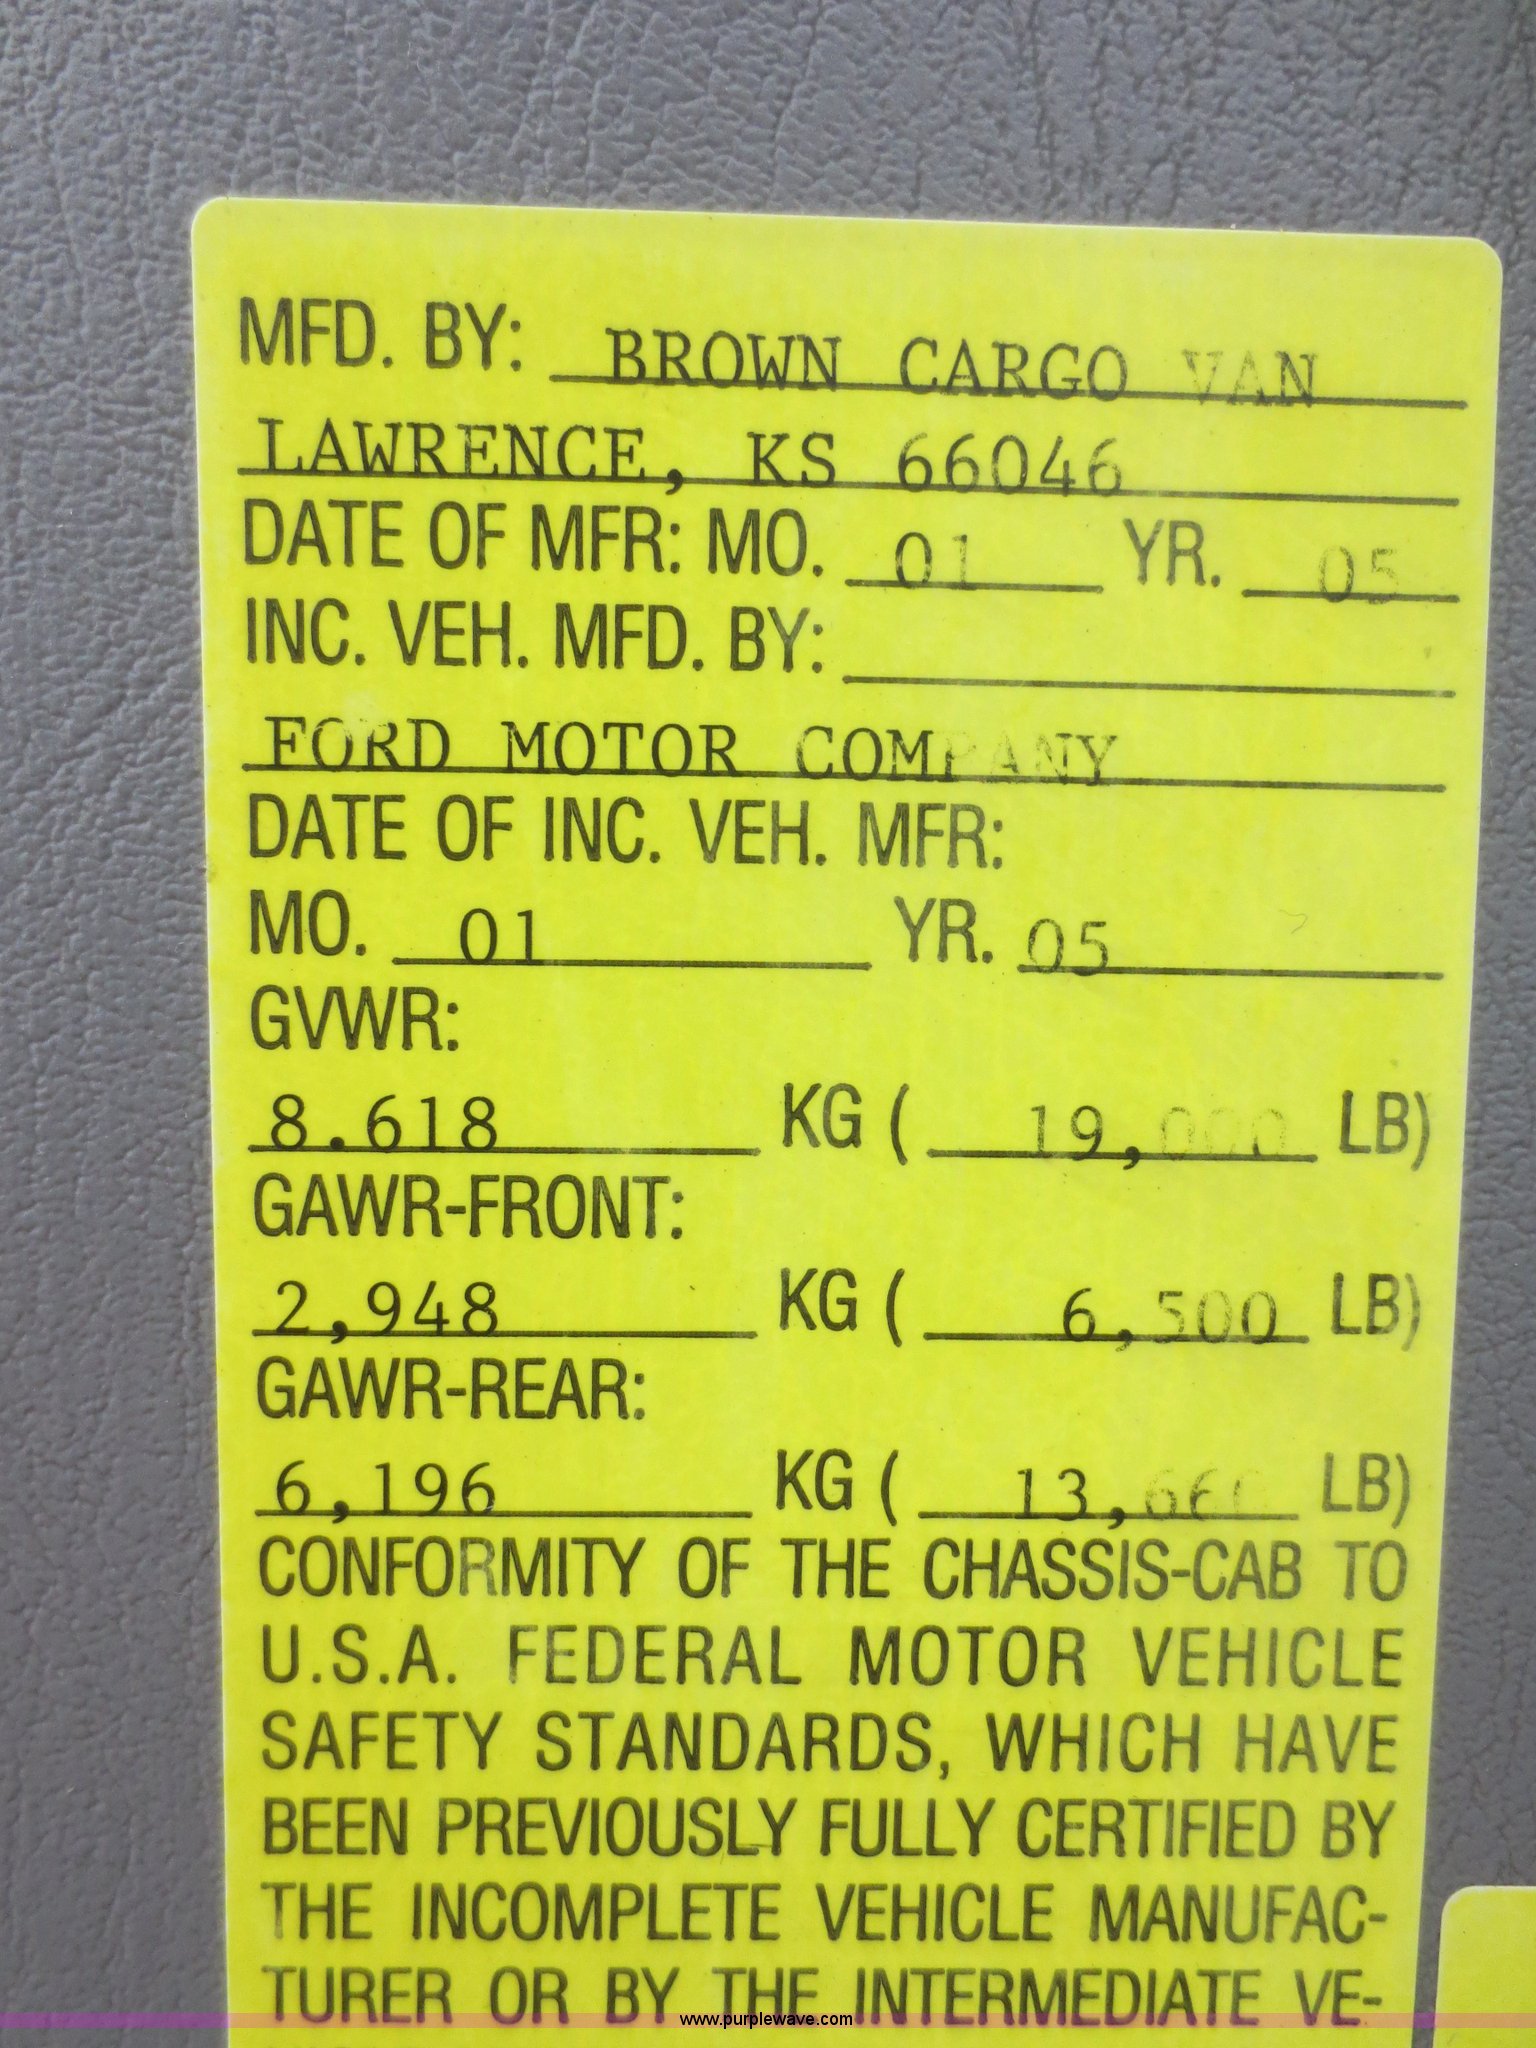 MFD. BY: BROWN CARGO VAN
LAWRENCE, KS 66046
DATE OF MFR: MO. 01 YR. 05
INC. VEH. MFD. BY:
FORD MOTOR COMPANY
DATE OF INC. VEH. MFR:
MO. 01 YR. 05
GVWR:
8.618 KG ( 19,000 LB)
GAWR-FRONT:
2,948 KG ( 6,500 LB)
GAWR-REAR:
6,196 KG ( 13,660 LB)
CONFORMITY OF THE CHASSIS-CAB TO
U.S.A. FEDERAL MOTOR VEHICLE
SAFETY STANDARDS, WHICH HAVE
BEEN PREVIOUSLY FULLY CERTIFIED BY
THE INCOMPLETE VEHICLE MANUFAC-
TURER OR BY THE INTERMEDIATE VE-
www.purplewave.com